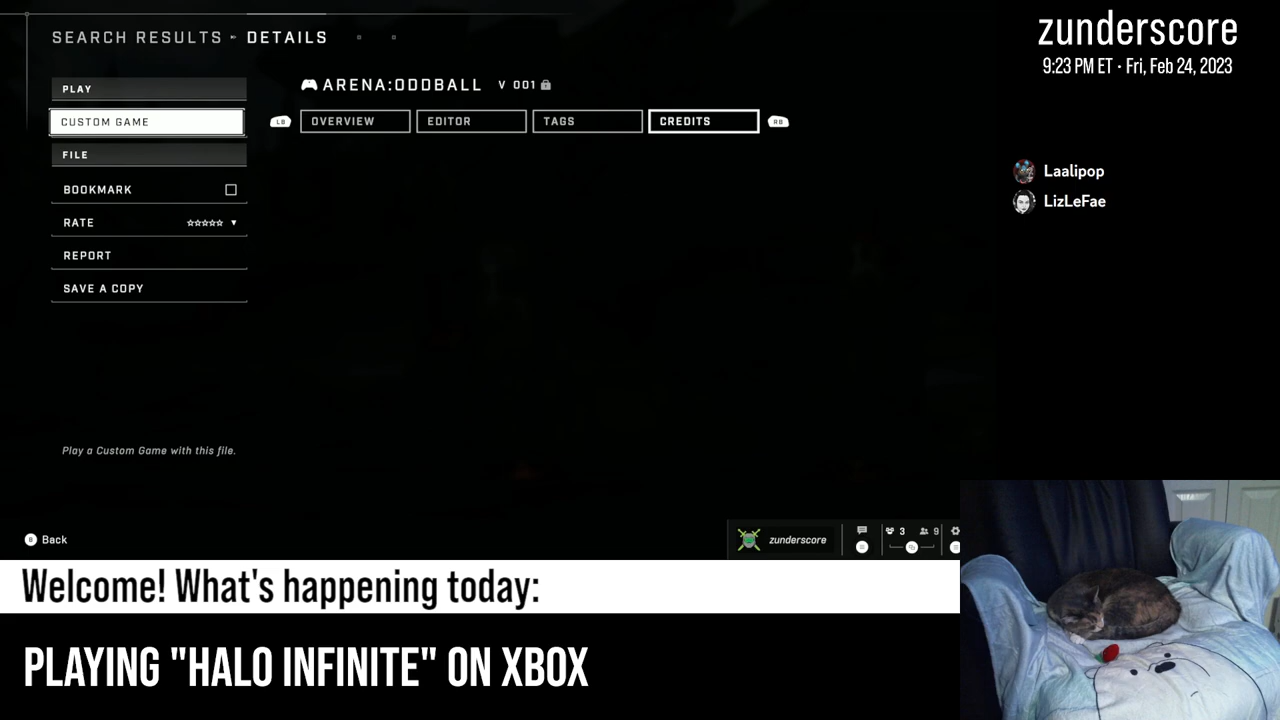 SEARCH RESULTS DETAILS
PLAY
CUSTOM GAME
FILE
BOOKMARK
RATE
REPORT
SAVE A COPY
Play a Custom Game with this file.
B Back
ARENA:ODDBALL V 001
LB OVERVIEW EDITOR TAGS CREDITS RB
zunderscore
3 9
zunderscore
9:23 PM ET · Fri, Feb 24, 2023
Laalipop
LizLeFae
Welcome! What's happening today:
PLAYING "HALO INFINITE" ON XBOX